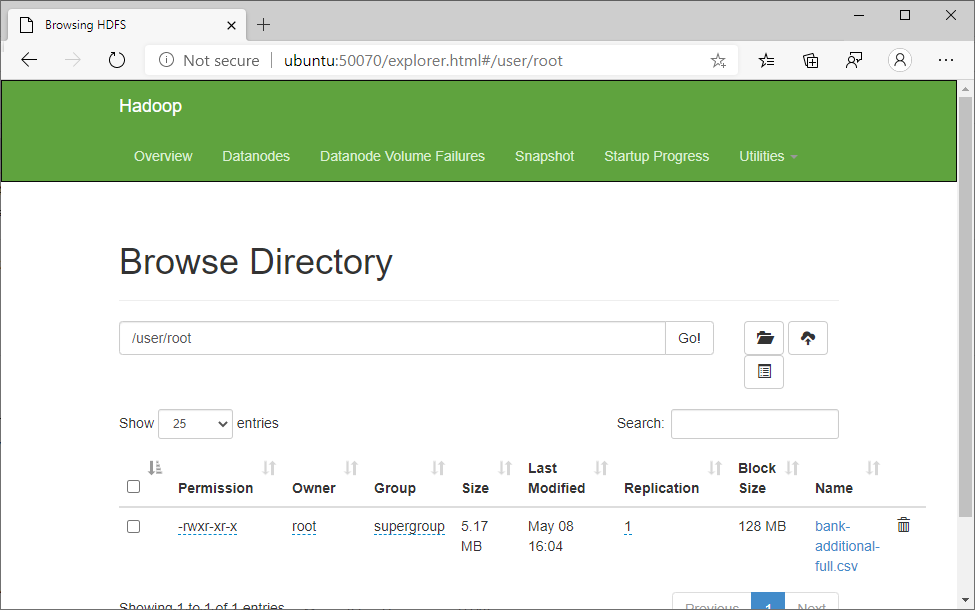 Browsing HDFS
Not secure | ubuntu:50070/explorer.html#/user/root
Hadoop
Overview Datanodes Datanode Volume Failures Snapshot Startup Progress Utilities
Browse Directory
/user/root Go!
Show 25 entries Search:
Permission Owner Group Size Last Modified Replication Block Size Name
-rwxr-xr-x root supergroup 5.17 MB May 08 16:04 1 128 MB bank-additional-full.csv
Showing 1 to 1 of 1 entries Previous 1 Next